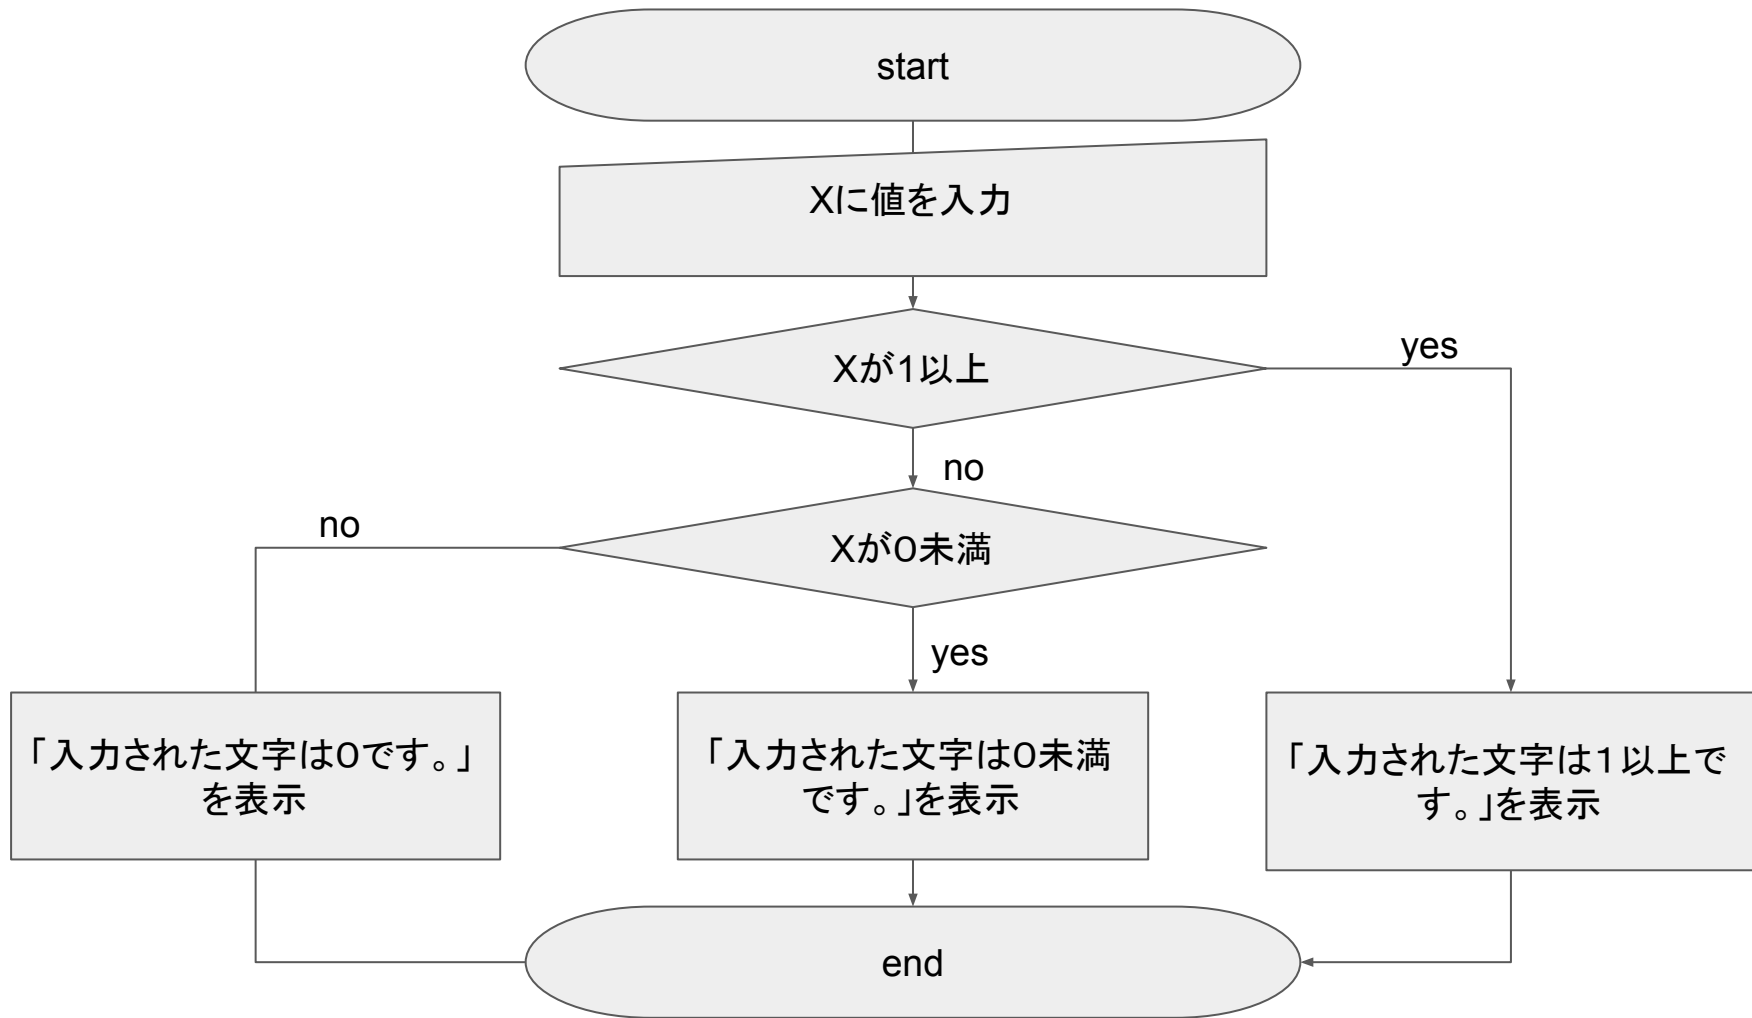 start
Xに値を入力
Xが1以上
yes
no
no
Xが0未満
yes
「入力された文字は0です。」
を表示
「入力された文字は0未満
です。」を表示
「入力された文字は1以上で
す。」を表示
end